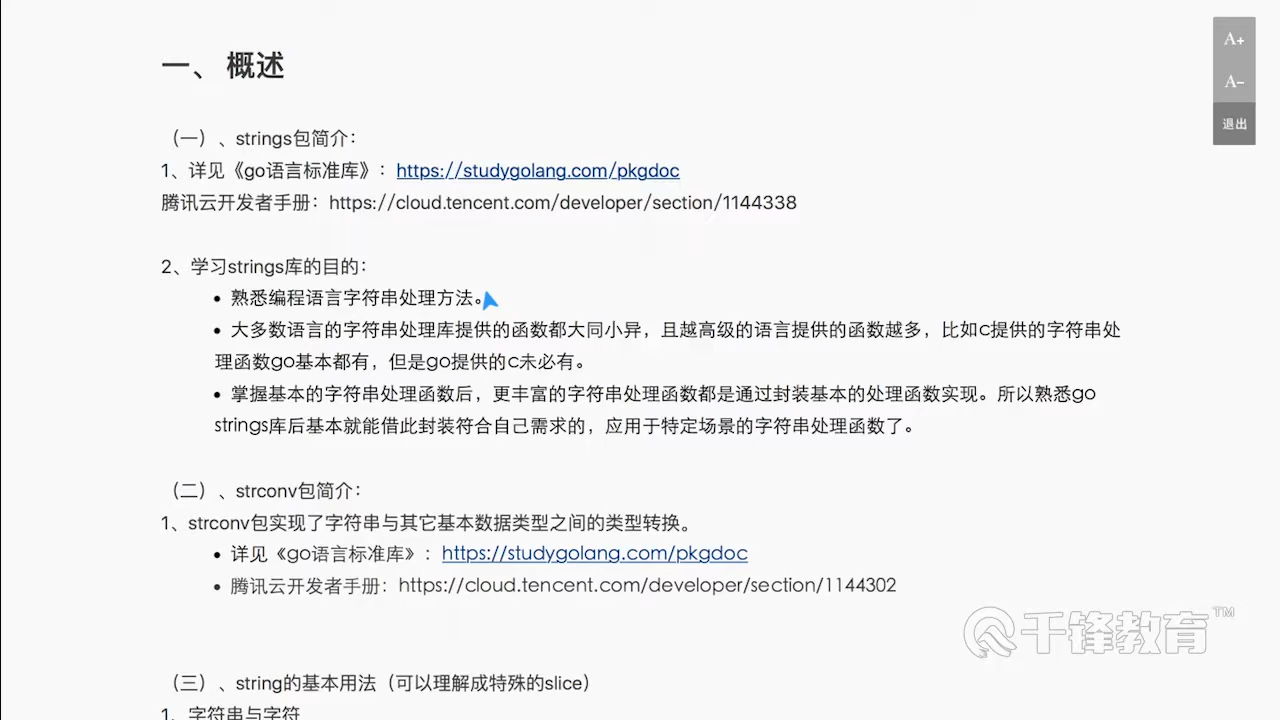 一、 概述
A+
A-
退出
（一）、strings包简介：
1、详见《go语言标准库》：https://studygolang.com/pkgdoc
腾讯云开发者手册：https://cloud.tencent.com/developer/section/1144338
2、学习strings库的目的：
• 熟悉编程语言字符串处理方法。
• 大多数语言的字符串处理库提供的函数都大同小异，且越高级的语言提供的函数越多，比如c提供的字符串处
理函数go基本都有，但是go提供的c未必有。
• 掌握基本的字符串处理函数后，更丰富的字符串处理函数都是通过封装基本的处理函数实现。所以熟悉go
strings库后基本就能借此封装符合自己需求的，应用于特定场景的字符串处理函数了。
（二）、strconv包简介：
1、strconv包实现了字符串与其它基本数据类型之间的类型转换。
• 详见《go语言标准库》：https://studygolang.com/pkgdoc
• 腾讯云开发者手册：https://cloud.tencent.com/developer/section/1144302
千锋教育™
（三）、string的基本用法（可以理解成特殊的slice）
1、字符串与字符